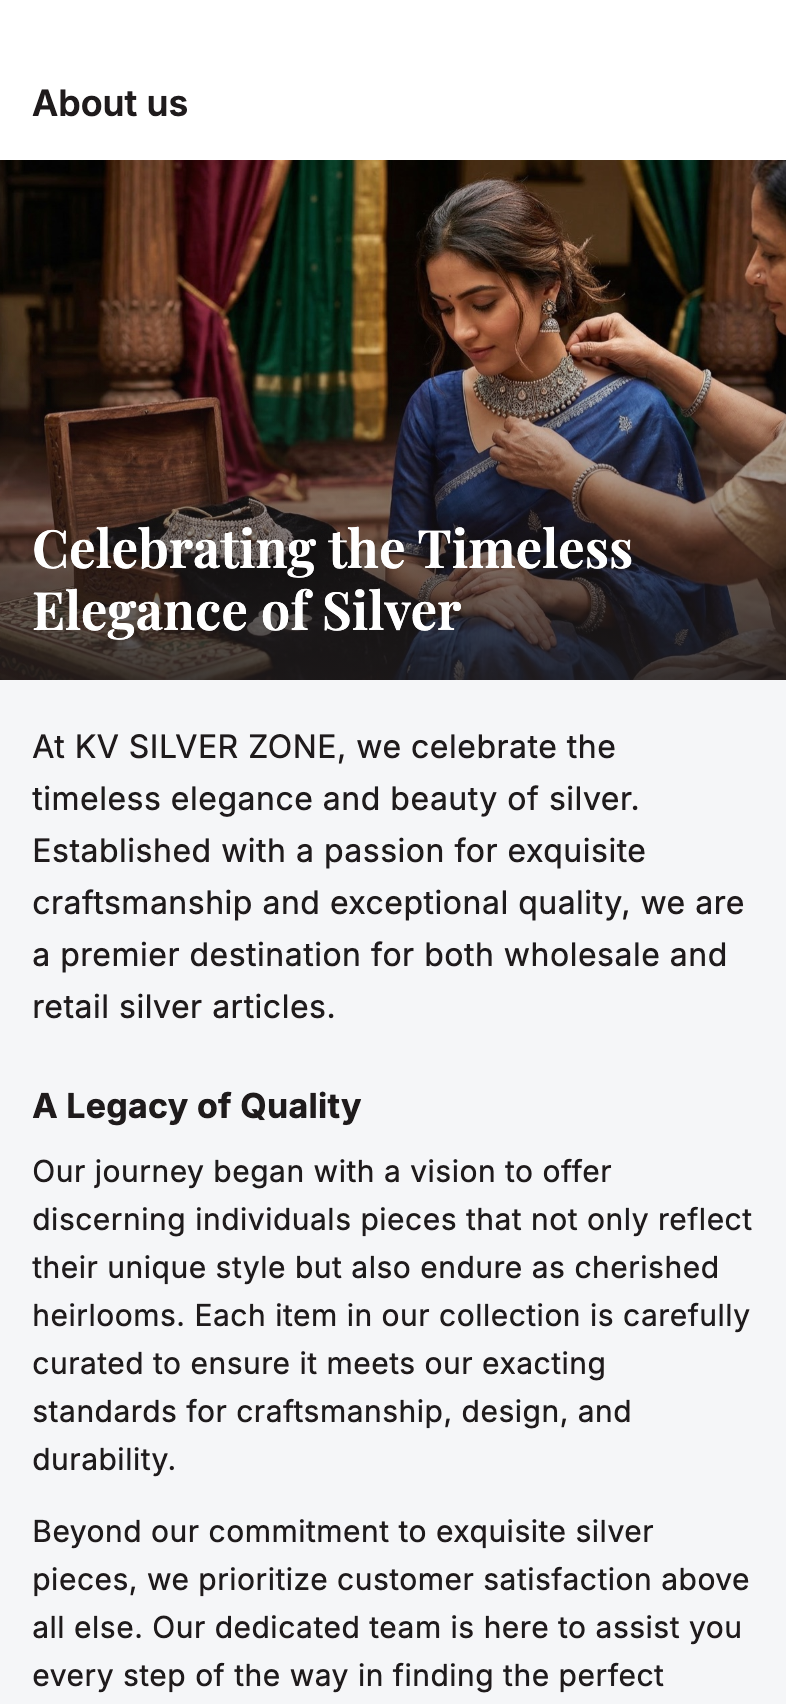 About us
Celebrating the Timeless
Elegance of Silver
At KV SILVER ZONE, we celebrate the
timeless elegance and beauty of silver.
Established with a passion for exquisite
craftsmanship and exceptional quality, we are
a premier destination for both wholesale and
retail silver articles.
A Legacy of Quality
Our journey began with a vision to offer
discerning individuals pieces that not only reflect
their unique style but also endure as cherished
heirlooms. Each item in our collection is carefully
curated to ensure it meets our exacting
standards for craftsmanship, design, and
durability.
Beyond our commitment to exquisite silver
pieces, we prioritize customer satisfaction above
all else. Our dedicated team is here to assist you
every step of the way in finding the perfect